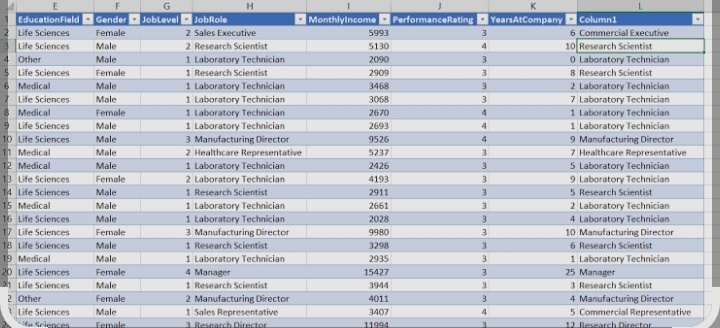 E F G H I J K L
1 EducationField Gender JobLevel JobRole MonthlyIncome PerformanceRating YearsAtCompany Column1
2 Life Sciences Female 2 Sales Executive 5993 3 6 Commercial Executive
3 Life Sciences Male 2 Research Scientist 5130 4 10 Research Scientist
4 Other Male 1 Laboratory Technician 2090 3 0 Laboratory Technician
5 Life Sciences Female 1 Research Scientist 2909 3 8 Research Scientist
6 Medical Male 1 Laboratory Technician 3468 3 2 Laboratory Technician
7 Life Sciences Male 1 Laboratory Technician 3068 3 7 Laboratory Technician
8 Medical Female 1 Laboratory Technician 2670 4 1 Laboratory Technician
9 Life Sciences Male 1 Laboratory Technician 2693 4 1 Laboratory Technician
10 Life Sciences Male 3 Manufacturing Director 9526 4 9 Manufacturing Director
11 Medical Male 2 Healthcare Representative 5237 3 7 Healthcare Representative
12 Medical Male 1 Laboratory Technician 2426 3 5 Laboratory Technician
13 Life Sciences Female 2 Laboratory Technician 4193 3 9 Laboratory Technician
14 Life Sciences Male 1 Research Scientist 2911 3 5 Research Scientist
15 Medical Male 1 Laboratory Technician 2661 3 2 Laboratory Technician
16 Life Sciences Male 1 Laboratory Technician 2028 3 4 Laboratory Technician
17 Life Sciences Female 3 Manufacturing Director 9980 3 10 Manufacturing Director
18 Life Sciences Male 1 Research Scientist 3298 3 6 Research Scientist
19 Medical Male 1 Laboratory Technician 2935 3 1 Laboratory Technician
20 Life Sciences Female 4 Manager 15427 3 25 Manager
21 Life Sciences Male 1 Research Scientist 3944 3 3 Research Scientist
2 Other Female 2 Manufacturing Director 4011 3 4 Manufacturing Director
Life Sciences Male 1 Sales Representative 3407 4 5 Commercial Representative
Life Sciences Female 3 Research Director 11994 3 12 Research Director